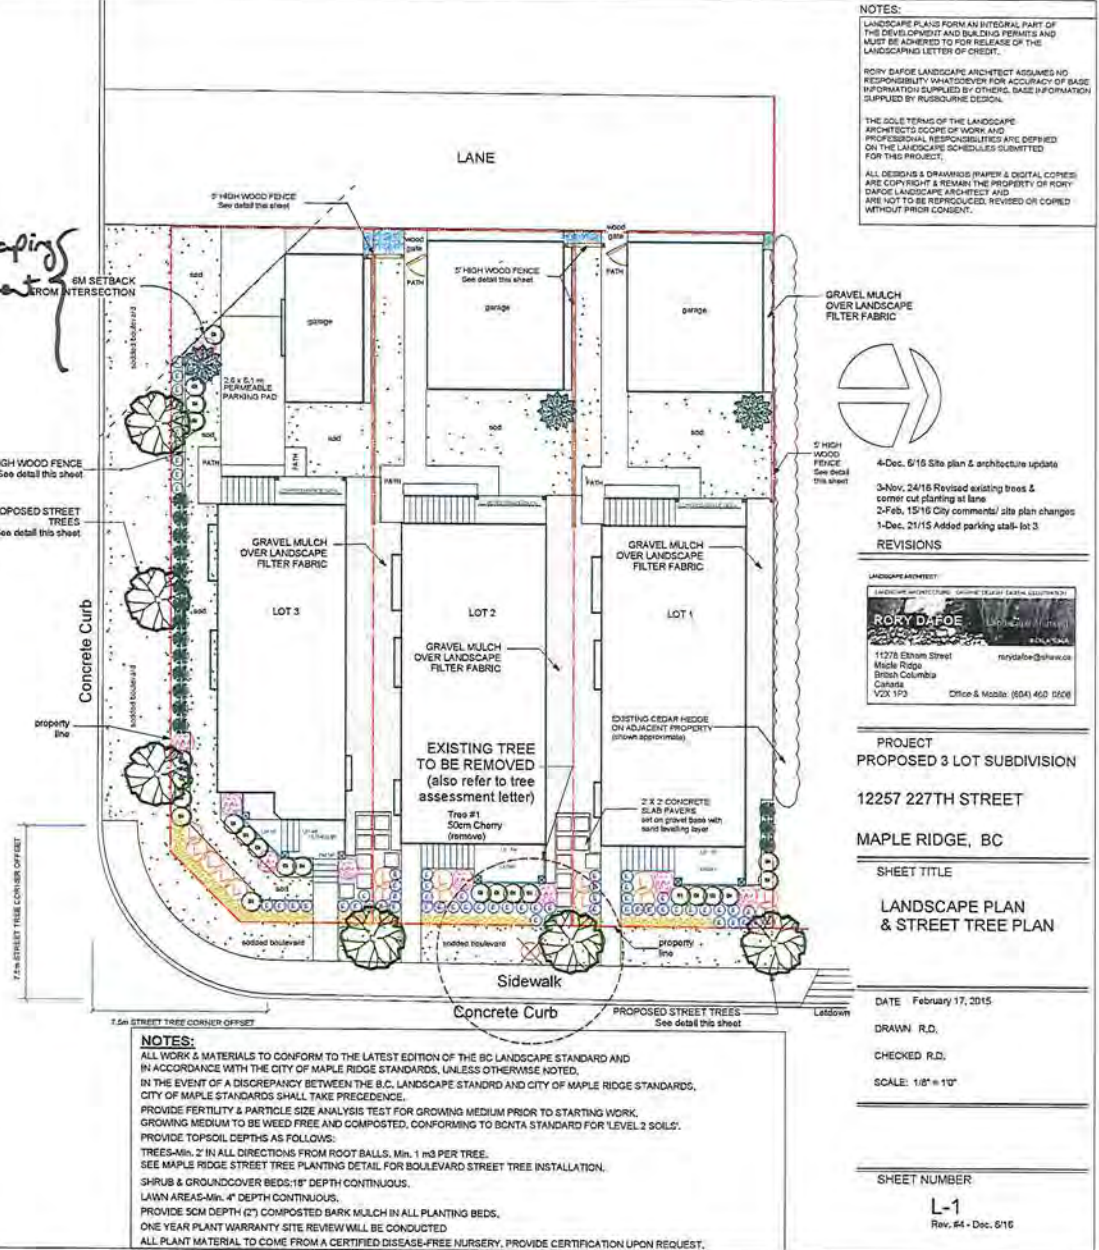 NOTES:
LANDSCAPE PLANS FORM AN INTEGRAL PART OF
THE DEVELOPMENT AND BUILDING PERMITS AND
MUST BE ADHERED TO FOR RELEASE OF THE
LANDSCAPING LETTER OF CREDIT.
RORY DAFOE LANDSCAPE ARCHITECT ASSUMES NO
RESPONSIBILITY WHATSOEVER FOR ACCURACY OF BASE
INFORMATION SUPPLIED BY OTHERS. BASE INFORMATION
SUPPLIED BY RUSBOURNE DESIGN.
THE SOLE TERMS OF THE LANDSCAPE
ARCHITECTS SCOPE OF WORK AND
PROFESSIONAL RESPONSIBILITIES ARE DEFINED
ON THE LANDSCAPE SCHEDULES SUBMITTED
FOR THIS PROJECT.
ALL DESIGNS & DRAWINGS (PAPER & DIGITAL COPIES)
ARE COPYRIGHT & REMAIN THE PROPERTY OF RORY
DAFOE LANDSCAPE ARCHITECT AND
ARE NOT TO BE REPRODUCED, REVISED OR COPIED
WITHOUT PRIOR CONSENT.
LANE
5' HIGH WOOD FENCE
See detail this sheet
aping
ent
6M SETBACK
FROM INTERSECTION
sod
sodded boulevard
garage
wood
gate
PATH
5' HIGH WOOD FENCE
See detail this sheet
garage
wood
gate
PATH
garage
GRAVEL MULCH
OVER LANDSCAPE
FILTER FABRIC
2.6 x 6.1 m
PERMEABLE
PARKING PAD
sod
sod
sod
sod
PATH
PATH
PATH
PATH
5' HIGH
WOOD
FENCE
See detail
this sheet
GH WOOD FENCE
See detail this sheet
OPOSED STREET
TREES
See detail this sheet
4-Dec. 6/16 Site plan & architecture update
3-Nov. 24/16 Revised existing trees &
corner cut planting at lane
2-Feb. 15/16 City comments/ site plan changes
1-Dec. 21/15 Added parking stall- lot 3
REVISIONS
GRAVEL MULCH
OVER LANDSCAPE
FILTER FABRIC
GRAVEL MULCH
OVER LANDSCAPE
FILTER FABRIC
LOT 3
LOT 2
LOT 1
sod
GRAVEL MULCH
OVER LANDSCAPE
FILTER FABRIC
Concrete Curb
sodded boulevard
property
line
LANDSCAPE ARCHITECT:
RORY DAFOE
11278 Eltham Street
Maple Ridge
British Columbia
Canada
V2X 1P3
rorydafoe@shaw.ca
Office & Mobile: (604) 460 0606
EXISTING CEDAR HEDGE
ON ADJACENT PROPERTY
(shown approximate)
EXISTING TREE
TO BE REMOVED
(also refer to tree
assessment letter)
Tree #1
50cm Cherry
(remove)
2' X 2' CONCRETE
SLAB PAVERS
set on gravel base with
sand levelling layer
PROJECT
PROPOSED 3 LOT SUBDIVISION
12257 227TH STREET
MAPLE RIDGE, BC
SHEET TITLE
LANDSCAPE PLAN
& STREET TREE PLAN
sod
sodded boulevard
sodded boulevard
property
line
Sidewalk
Concrete Curb
7.5m STREET TREE CORNER OFFSET
7.5m STREET TREE CORNER OFFSET
PROPOSED STREET TREES
See detail this sheet
Letdown
DATE February 17, 2015
DRAWN R.D.
CHECKED R.D.
SCALE: 1/8" = 1'0"
SHEET NUMBER
L-1
Rev. #4 - Dec. 6/16
NOTES:
ALL WORK & MATERIALS TO CONFORM TO THE LATEST EDITION OF THE BC LANDSCAPE STANDARD AND
IN ACCORDANCE WITH THE CITY OF MAPLE RIDGE STANDARDS, UNLESS OTHERWISE NOTED.
IN THE EVENT OF A DISCREPANCY BETWEEN THE B.C. LANDSCAPE STANDRD AND CITY OF MAPLE RIDGE STANDARDS,
CITY OF MAPLE STANDARDS SHALL TAKE PRECEDENCE.
PROVIDE FERTILITY & PARTICLE SIZE ANALYSIS TEST FOR GROWING MEDIUM PRIOR TO STARTING WORK.
GROWING MEDIUM TO BE WEED FREE AND COMPOSTED, CONFORMING TO BCNTA STANDARD FOR 'LEVEL 2 SOILS'.
PROVIDE TOPSOIL DEPTHS AS FOLLOWS:
TREES-Min. 2' IN ALL DIRECTIONS FROM ROOT BALLS. Min. 1 m3 PER TREE.
SEE MAPLE RIDGE STREET TREE PLANTING DETAIL FOR BOULEVARD STREET TREE INSTALLATION.
SHRUB & GROUNDCOVER BEDS:18" DEPTH CONTINUOUS.
LAWN AREAS-Min. 4" DEPTH CONTINUOUS.
PROVIDE 5CM DEPTH (2") COMPOSTED BARK MULCH IN ALL PLANTING BEDS.
ONE YEAR PLANT WARRANTY SITE REVIEW WILL BE CONDUCTED
ALL PLANT MATERIAL TO COME FROM A CERTIFIED DISEASE-FREE NURSERY. PROVIDE CERTIFICATION UPON REQUEST.